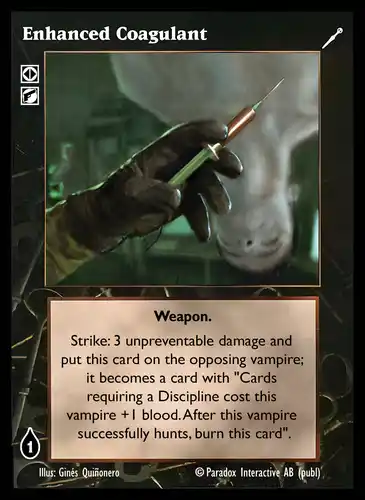 Enhanced Coagulant
Weapon.
Strike: 3 unpreventable damage and
put this card on the opposing vampire;
it becomes a card with "Cards
requiring a Discipline cost this
vampire +1 blood. After this vampire
successfully hunts, burn this card".
1
Illus: Ginés Quiñonero
© Paradox Interactive AB (publ)